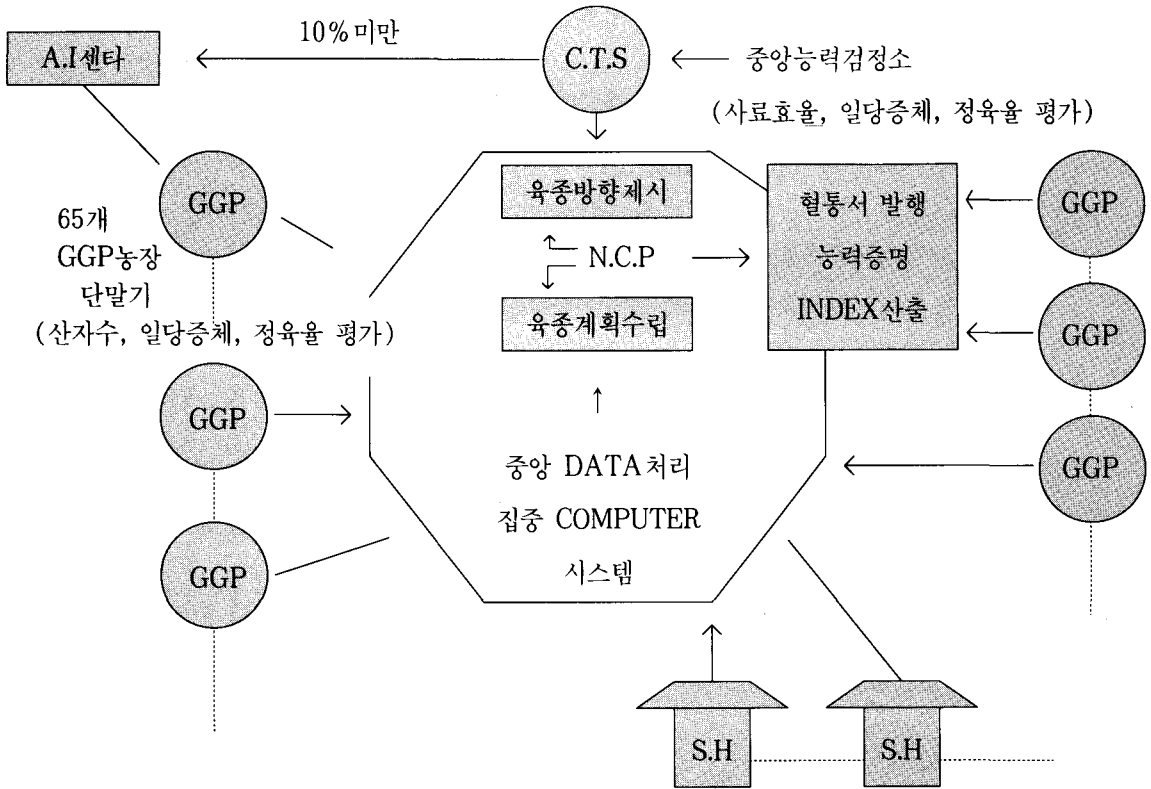 10%미만
A.I센타
C.T.S
중앙능력검정소
(사료효율, 일당증체, 정육율 평가)
GGP
65개
GGP농장
단말기
(산자수, 일당증체, 정육율 평가)
육종방향제시
N.C.P
육종계획수립
혈통서 발행
능력증명
INDEX산출
GGP
GGP
GGP
GGP
GGP
중앙 DATA처리
집중 COMPUTER
시스템
S.H
S.H